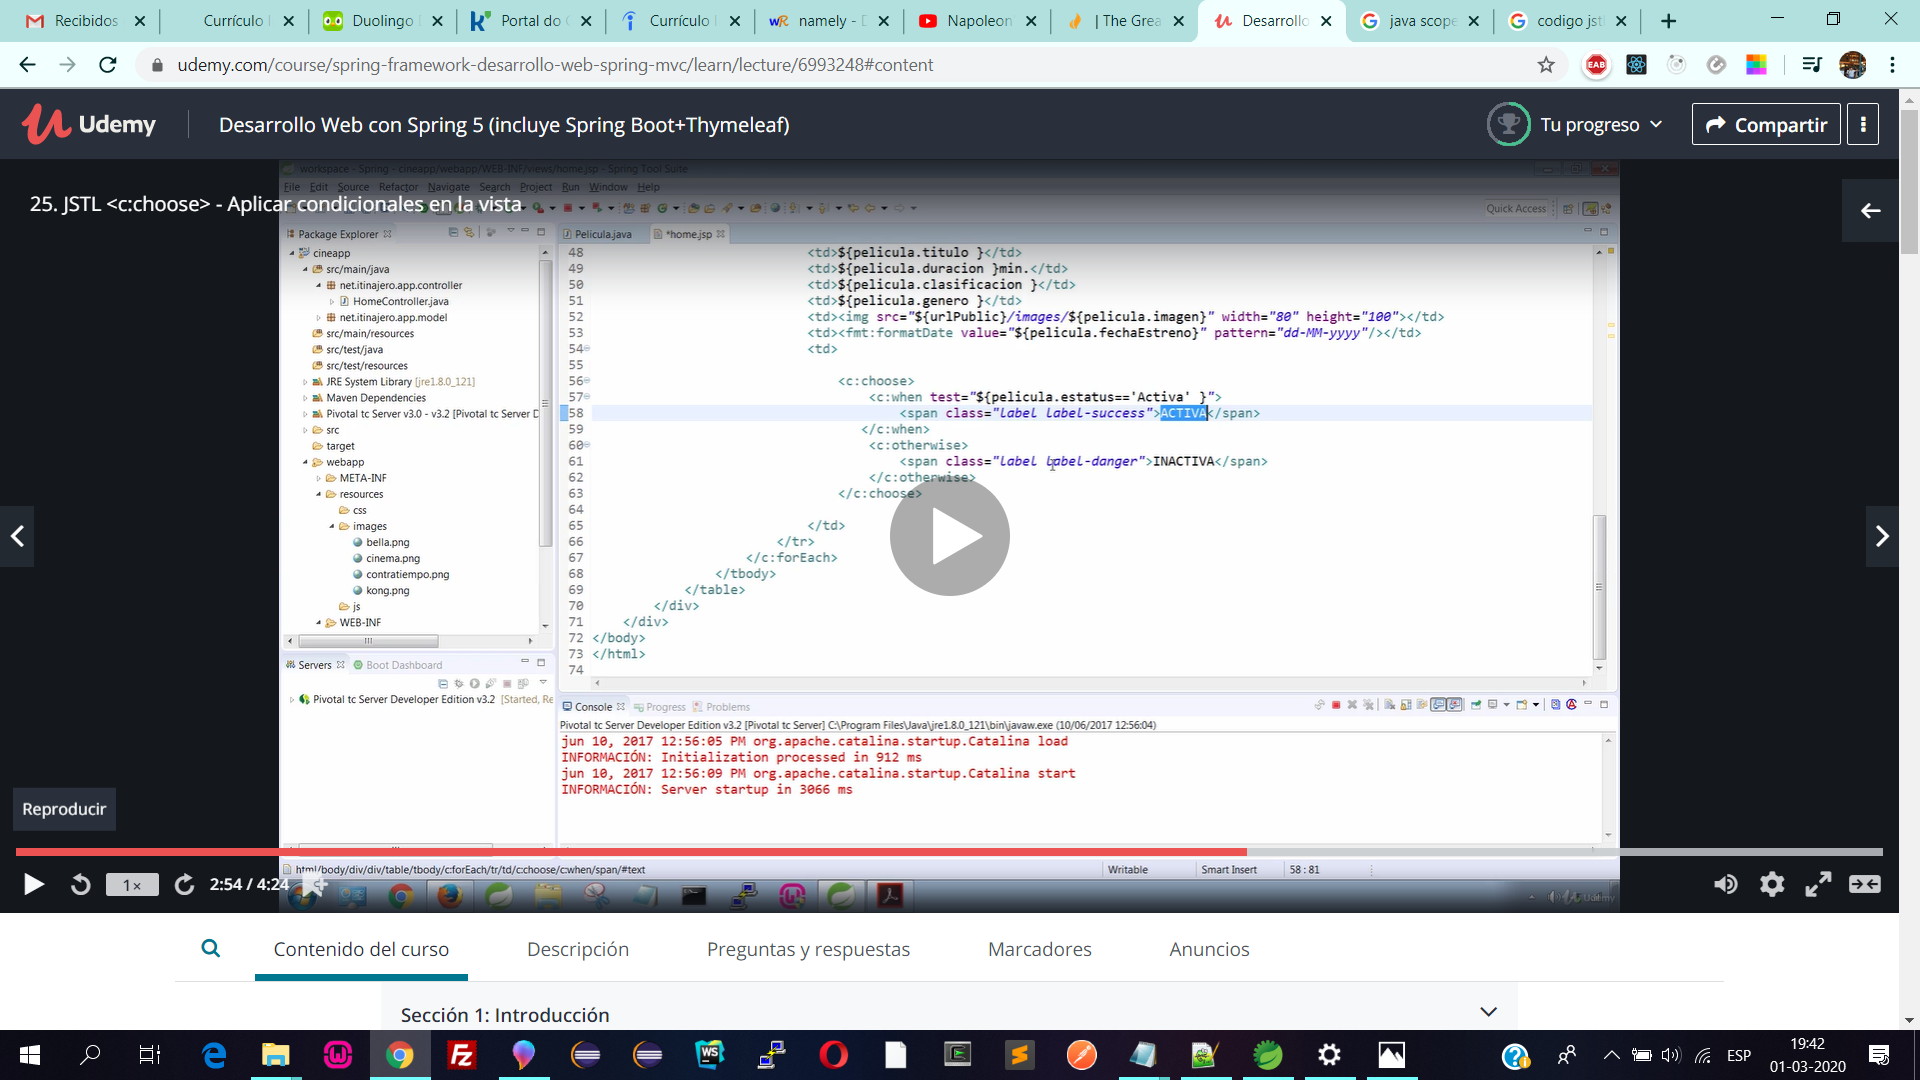 Recibidos
Currículo
Duolingo
Portal do
Currículo
namely - D
Napoleon
| The Grea
Desarrollo
java scope
codigo jstl
udemy.com/course/spring-framework-desarrollo-web-spring-mvc/learn/lecture/6993248#content
Udemy
Desarrollo Web con Spring 5 (incluye Spring Boot+Thymeleaf)
Tu progreso
Compartir
workspace - Spring - cineapp/webapp/WEB-INF/views/home.jsp - Spring Tool Suite
File Edit Source Refactor Navigate Search Project Run Window Help
25. JSTL <c:choose> - Aplicar condicionales en la vista
Quick Access
Package Explorer
cineapp
src/main/java
net.itinajero.app.controller
HomeController.java
net.itinajero.app.model
src/main/resources
src/test/java
src/test/resources
JRE System Library [jre1.8.0_121]
Maven Dependencies
Pivotal tc Server v3.0 - v3.2 [Pivotal tc Server D
src
target
webapp
META-INF
resources
css
images
bella.png
cinema.png
contratiempo.png
kong.png
js
WEB-INF
Servers Boot Dashboard
Pivotal tc Server Developer Edition v3.2 [Started, Re
Pelicula.java *home.jsp
48 <td>${pelicula.titulo }</td>
49 <td>${pelicula.duracion }min.</td>
50 <td>${pelicula.clasificacion }</td>
51 <td>${pelicula.genero }</td>
52 <td><img src="${urlPublic}/images/${pelicula.imagen}" width="80" height="100"></td>
53 <td><fmt:formatDate value="${pelicula.fechaEstreno}" pattern="dd-MM-yyyy"/></td>
54 <td>
55
56 <c:choose>
57 <c:when test="${pelicula.estatus=='Activa' }">
58 <span class="label label-success">ACTIVA</span>
59 </c:when>
60 <c:otherwise>
61 <span class="label label-danger">INACTIVA</span>
62 </c:otherwise>
63 </c:choose>
64
65 </td>
66 </tr>
67 </c:forEach>
68 </tbody>
69 </table>
70 </div>
71 </div>
72 </body>
73 </html>
74
Console Progress Problems
Pivotal tc Server Developer Edition v3.2 [Pivotal tc Server] C:\Program Files\Java\jre1.8.0_121\bin\javaw.exe (10/06/2017 12:56:04)
jun 10, 2017 12:56:05 PM org.apache.catalina.startup.Catalina load
INFORMACIÓN: Initialization processed in 912 ms
jun 10, 2017 12:56:09 PM org.apache.catalina.startup.Catalina start
INFORMACIÓN: Server startup in 3066 ms
Reproducir
html/body/div/div/table/tbody/c:forEach/tr/td/c:choose/c:when/span/#text
Writable
Smart Insert
58 : 81
1×
2:54 / 4:24
Udemy
Contenido del curso
Descripción
Preguntas y respuestas
Marcadores
Anuncios
Sección 1: Introducción
ESP
19:42
01-03-2020